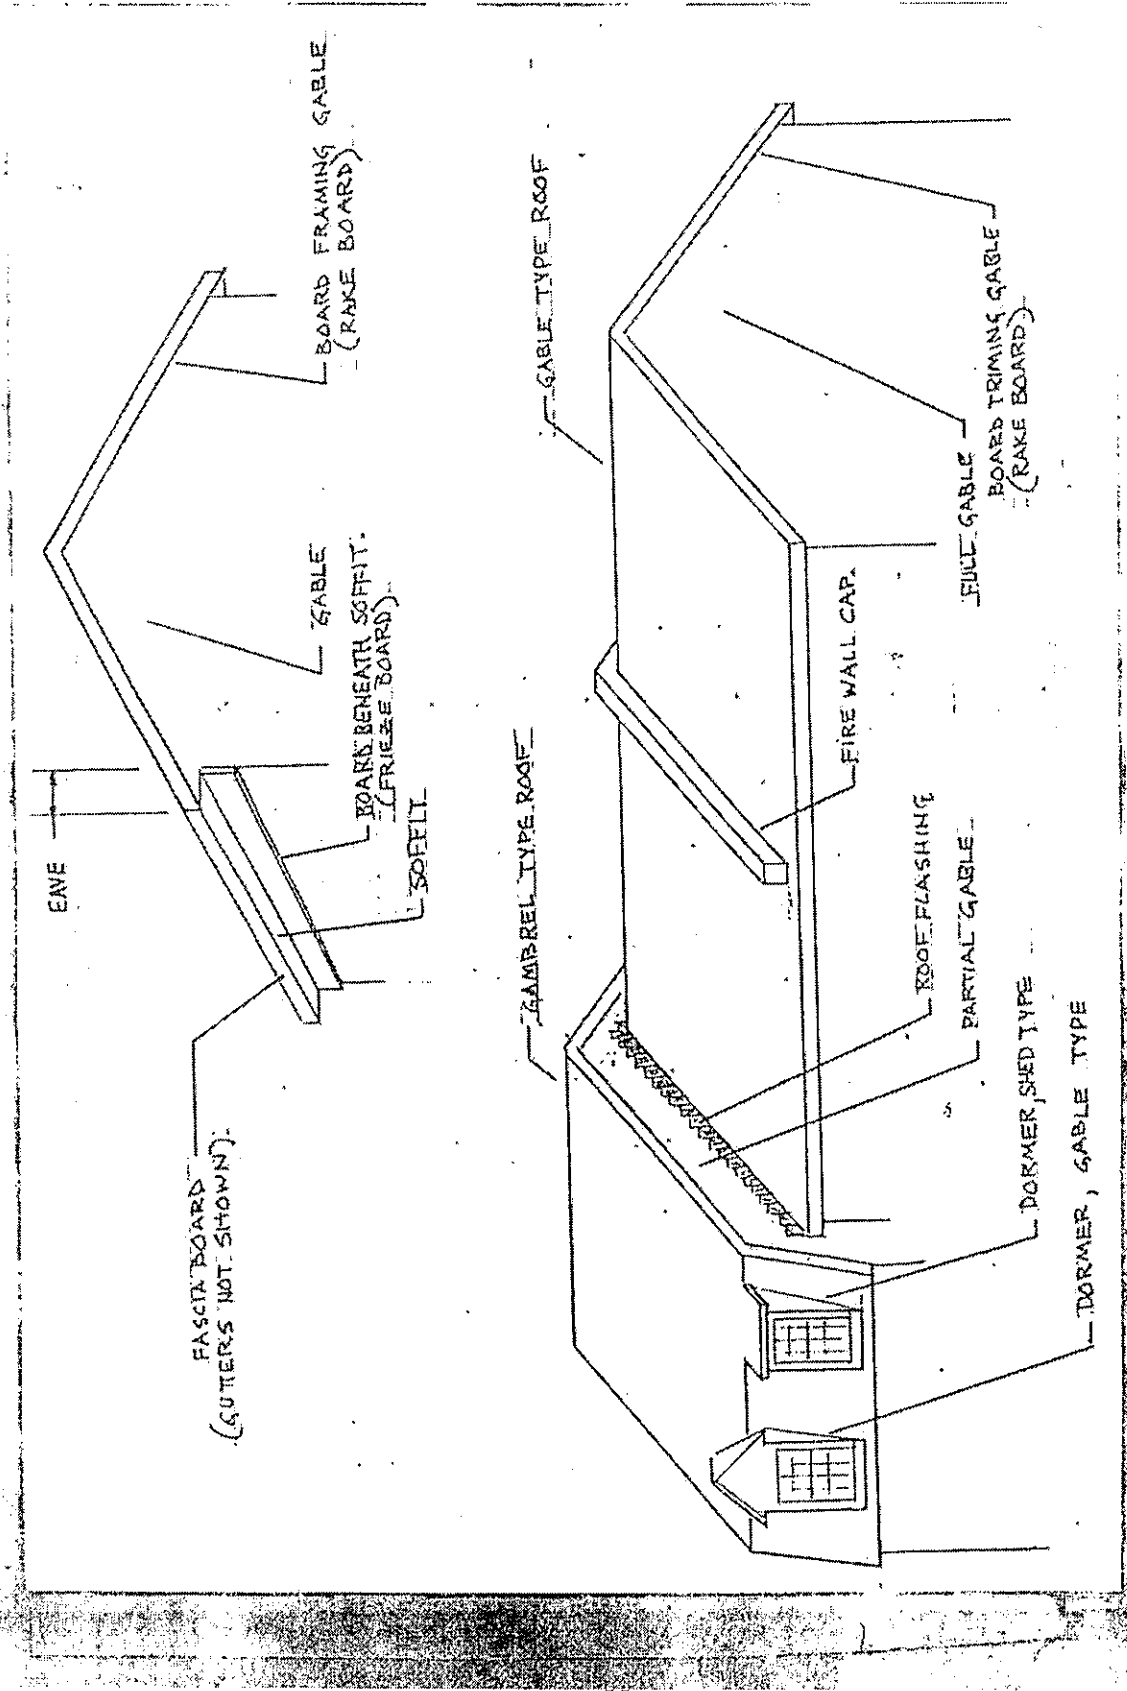 EAVE
FASCIA BOARD
(GUTTERS NOT SHOWN).
SOFFIT
BOARD BENEATH SOFFIT.
(FRIEZE BOARD).
GABLE
BOARD FRAMING GABLE
(RAKE BOARD)
GAMBREL TYPE ROOF
GABLE TYPE ROOF
FIRE WALL CAP.
ROOF FLASHING
PARTIAL GABLE
FULL GABLE
BOARD TRIMING GABLE
(RAKE BOARD)
DORMER, SHED TYPE
DORMER, GABLE TYPE